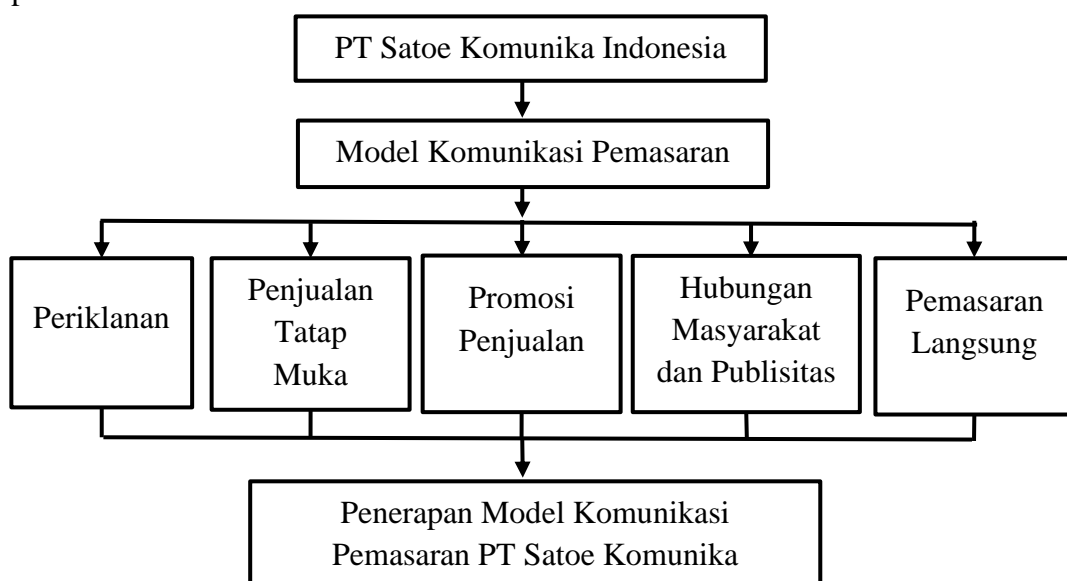 PT Satoe Komunika Indonesia
Model Komunikasi Pemasaran
Periklanan
Penjualan
Tatap
Muka
Promosi
Penjualan
Hubungan
Masyarakat
dan Publisitas
Pemasaran
Langsung
Penerapan Model Komunikasi
Pemasaran PT Satoe Komunika